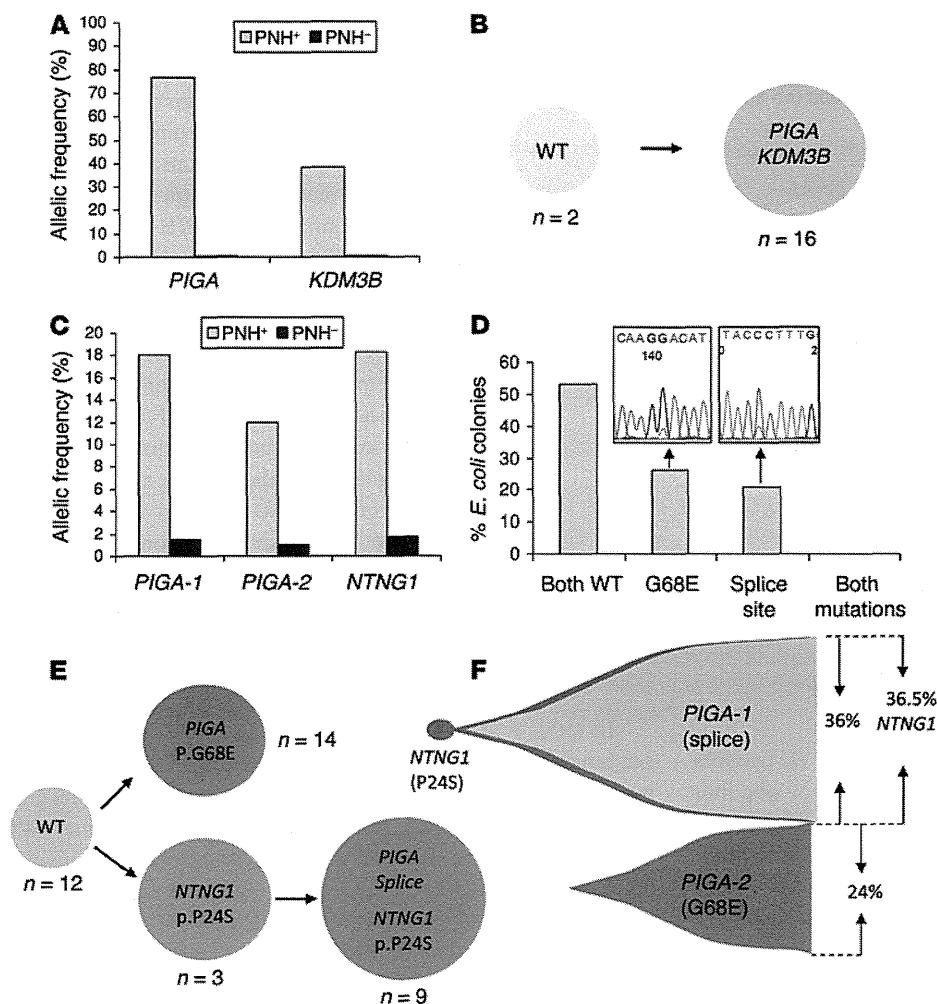 A
Allelic frequency (%)
100
90
80
70
60
50
40
30
20
10
0
PNH+ PNH−
PIGA KDM3B
B
WT
n = 2
PIGA
KDM3B
n = 16
C
Allelic frequency (%)
20
18
16
14
12
10
8
6
4
2
0
PNH+ PNH−
PIGA-1 PIGA-2 NTNG1
D
% E. coli colonies
60
50
40
30
20
10
0
CAAGGACAT
140
TACCCTTTG
0 2
Both WT G68E Splice site Both mutations
E
WT
n = 12
PIGA
P.G68E
n = 14
NTNG1
p.P24S
n = 3
PIGA
Splice
NTNG1
p.P24S
n = 9
F
NTNG1
(P24S)
PIGA-1
(splice)
36%
36.5%
NTNG1
PIGA-2
(G68E)
24%